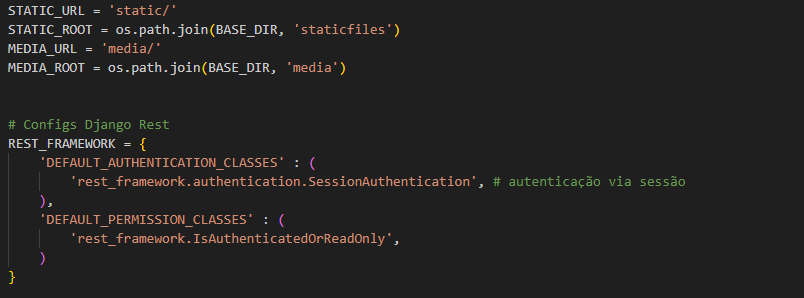 STATIC_URL = 'static/'
STATIC_ROOT = os.path.join(BASE_DIR, 'staticfiles')
MEDIA_URL = 'media/'
MEDIA_ROOT = os.path.join(BASE_DIR, 'media')
# Configs Django Rest
REST_FRAMEWORK = {
    'DEFAULT_AUTHENTICATION_CLASSES' : (
        'rest_framework.authentication.SessionAuthentication', # autenticação via sessão
    ),
    'DEFAULT_PERMISSION_CLASSES' : (
        'rest_framework.IsAuthenticatedOrReadOnly',
    )
}